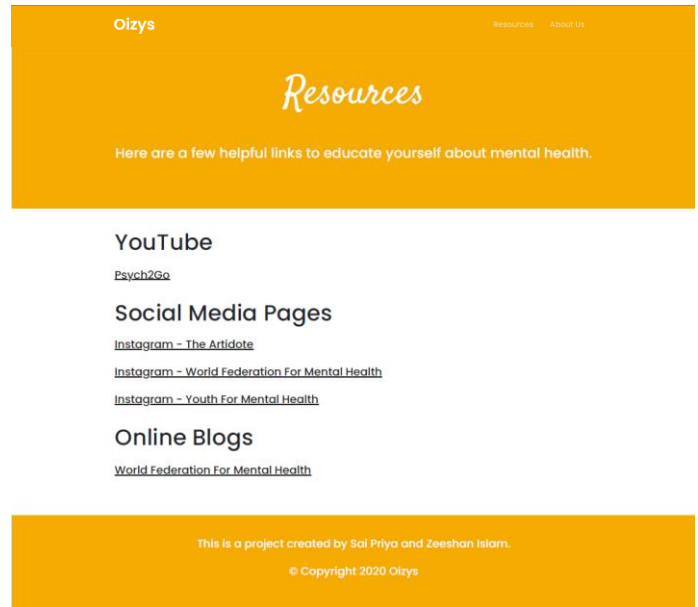 Oizys
Resources About Us
Resources
Here are a few helpful links to educate yourself about mental health.
YouTube
Psych2Go
Social Media Pages
Instagram - The Artidote
Instagram - World Federation For Mental Health
Instagram - Youth For Mental Health
Online Blogs
World Federation For Mental Health
This is a project created by Sai Priya and Zeeshan Islam.
© Copyright 2020 Oizys